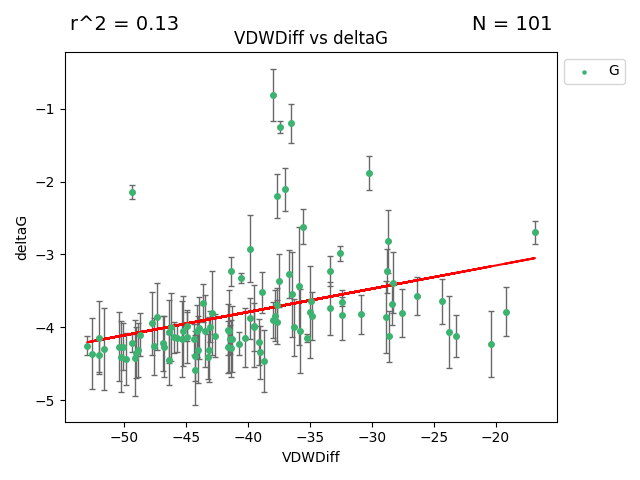 r^2 = 0.13 N = 101
VDWDiff vs deltaG
G
deltaG
−1
−2
−3
−4
−5
−50 −45 −40 −35 −30 −25 −20
VDWDiff